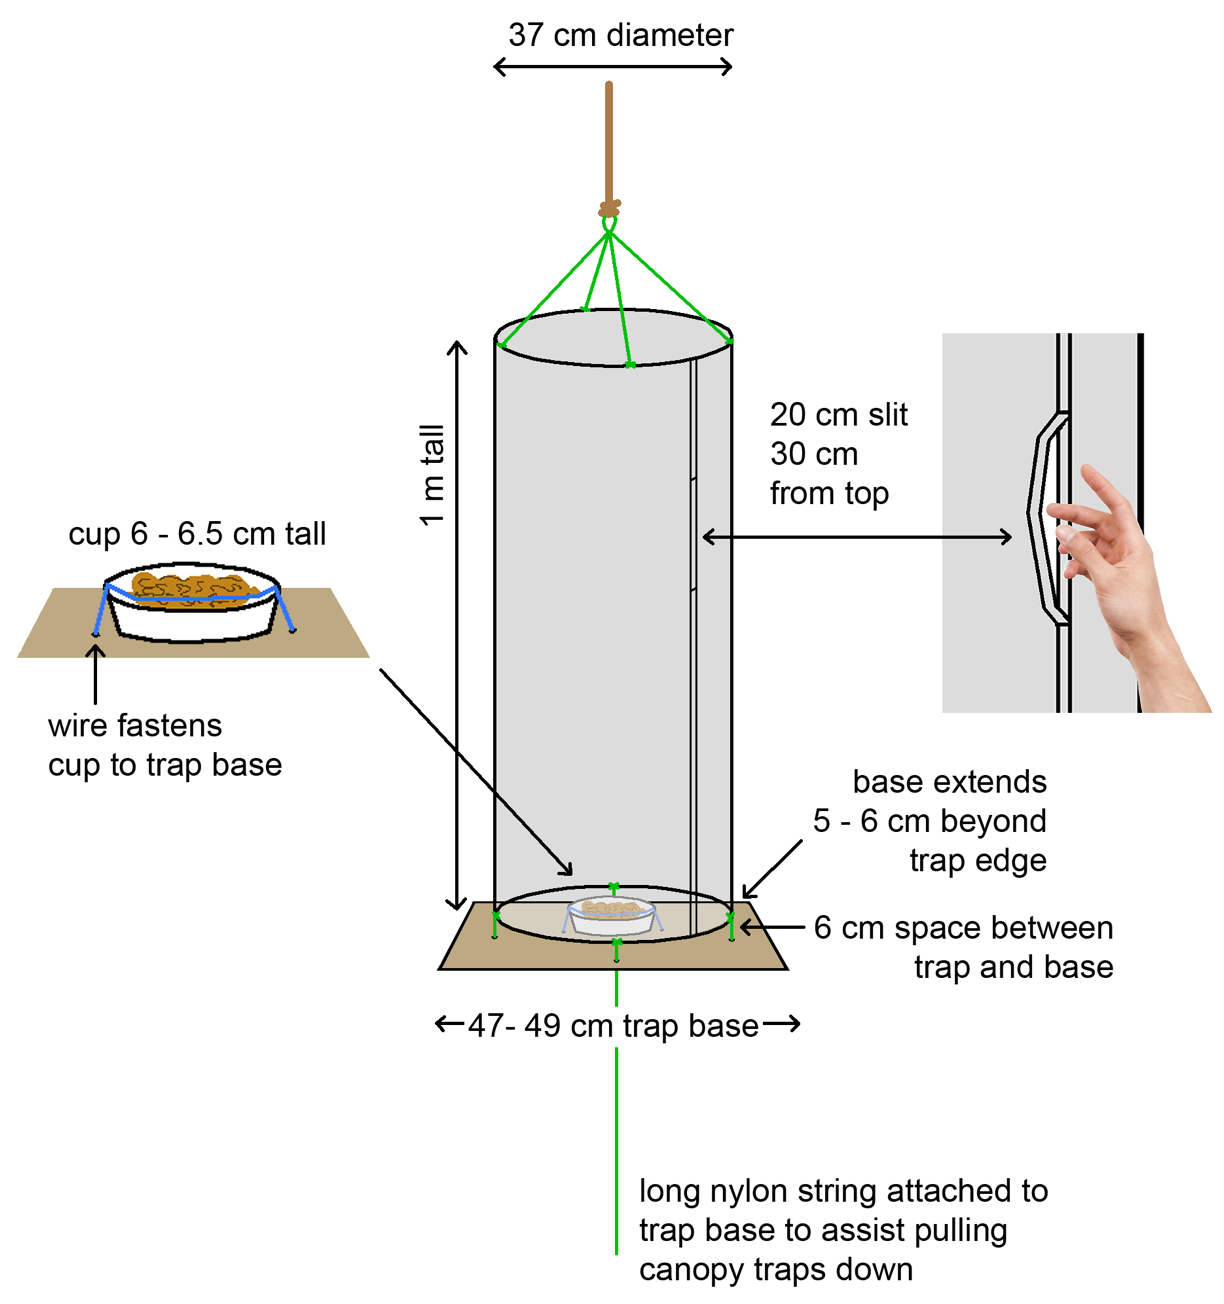 37 cm diameter
1 m tall
20 cm slit
30 cm
from top
cup 6 - 6.5 cm tall
wire fastens
cup to trap base
base extends
5 - 6 cm beyond
trap edge
6 cm space between
trap and base
47- 49 cm trap base
long nylon string attached to
trap base to assist pulling
canopy traps down